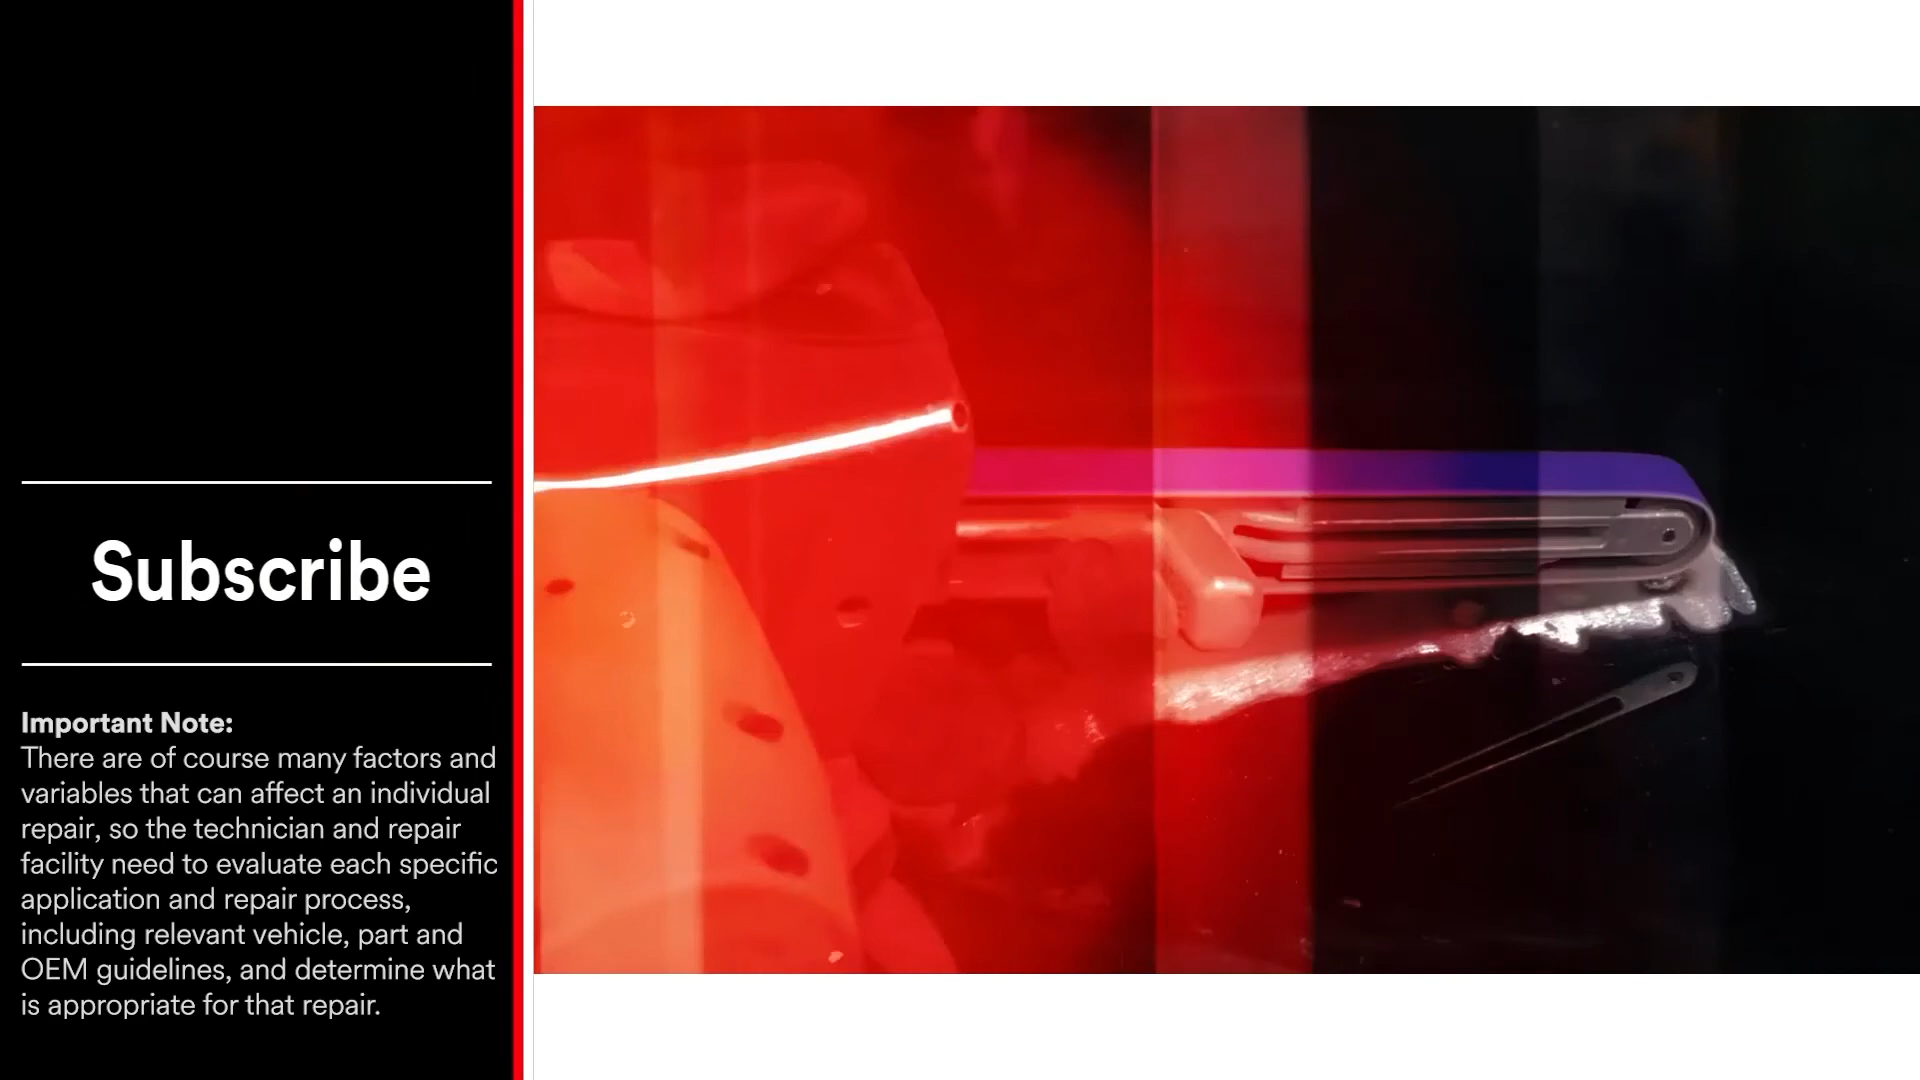 Subscribe
Important Note:
There are of course many factors and
variables that can affect an individual
repair, so the technician and repair
facility need to evaluate each specific
application and repair process,
including relevant vehicle, part and
OEM guidelines, and determine what
is appropriate for that repair.